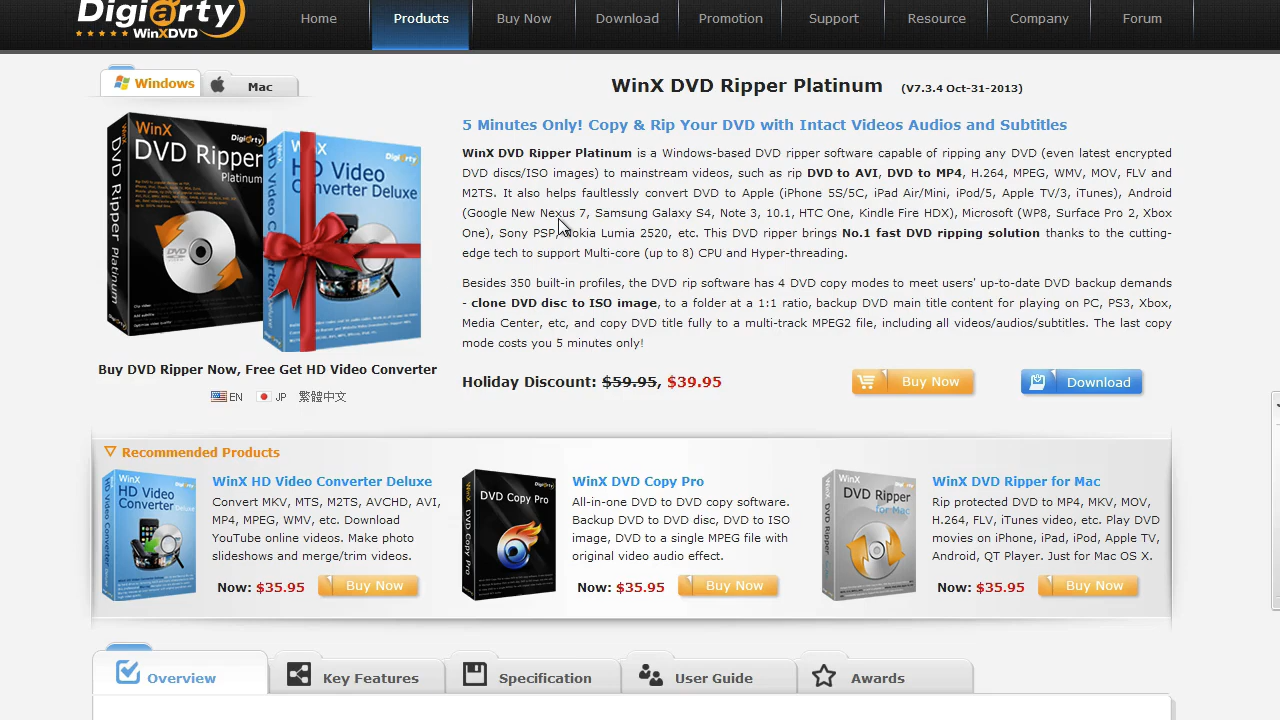 Digiarty
WinXDVD
Home
Products
Buy Now
Download
Promotion
Support
Resource
Company
Forum
Windows
Mac
WinX DVD Ripper Platinum (V7.3.4 Oct-31-2013)
5 Minutes Only! Copy & Rip Your DVD with Intact Videos Audios and Subtitles
WinX DVD Ripper Platinum is a Windows-based DVD ripper software capable of ripping any DVD (even latest encrypted
DVD discs/ISO image) to mainstream videos, such as rip DVD to AVI, DVD to MP4, H.264, MPEG, WMV, MOV, FLV and
M2TS. It also rips DVD to Apple (iPhone 5s/5c, iPad Air/Mini, iPad/5, iPod, iTunes), Android
(Google New Nexus 7, Samsung Galaxy S4, Note 3, 10.1, HTC One, Kindle Fire HDX), Microsoft (WP8, Surface Pro 2, Xbox
One), Sony PSP, Nokia Lumia 2520, etc. This DVD ripper brings No.1 fast DVD ripping solution thanks to the cutting-
edge tech to support Multi-core (up to 8) CPU and Hyper-threading.
Besides 350 built-in profiles, the DVD rip software has 4 DVD copy modes to meet users' up-to-date DVD backup demands
- clone DVD disc to ISO image, to a folder at a 1:1 ratio, backup DVD main title content for playing on PC, PS3, Xbox,
Media Center, etc, and copy DVD title fully to a multi-track MPEG2 file, including all video/audio/subtitles. The last copy
mode costs you 5 minutes only!
WinX
DVD Ripper
Platinum
DVD Ripper Platinum
Digiarty
HD Video
Converter Deluxe
Digiarty
Buy DVD Ripper Now, Free Get HD Video Converter
EN JP 繁體中文
Holiday Discount: $59.95, $39.95
Buy Now
Download
Recommended Products
WinX
HD Video
Converter Deluxe
WinX HD Video Converter Deluxe
Convert MKV, MTS, M2TS, AVCHD, AVI,
MP4, MPEG, WMV, etc. Download
YouTube online videos. Make photo
slideshows and merge/trim videos.
Now: $35.95
Buy Now
DVD Copy Pro
WinX DVD Copy Pro
All-in-one DVD to DVD copy software.
Backup DVD to DVD disc, DVD to ISO
image, DVD to a single MPEG file with
original video audio effect.
Now: $35.95
Buy Now
WinX
DVD Ripper
for Mac
WinX DVD Ripper for Mac
Rip protected DVD to MP4, MKV, MOV,
H.264, FLV, iTunes video, etc. Play DVD
movies on iPhone, iPad, iPod, Apple TV,
Android, QT Player. Just for Mac OS X.
Now: $35.95
Buy Now
Overview
Key Features
Specification
User Guide
Awards